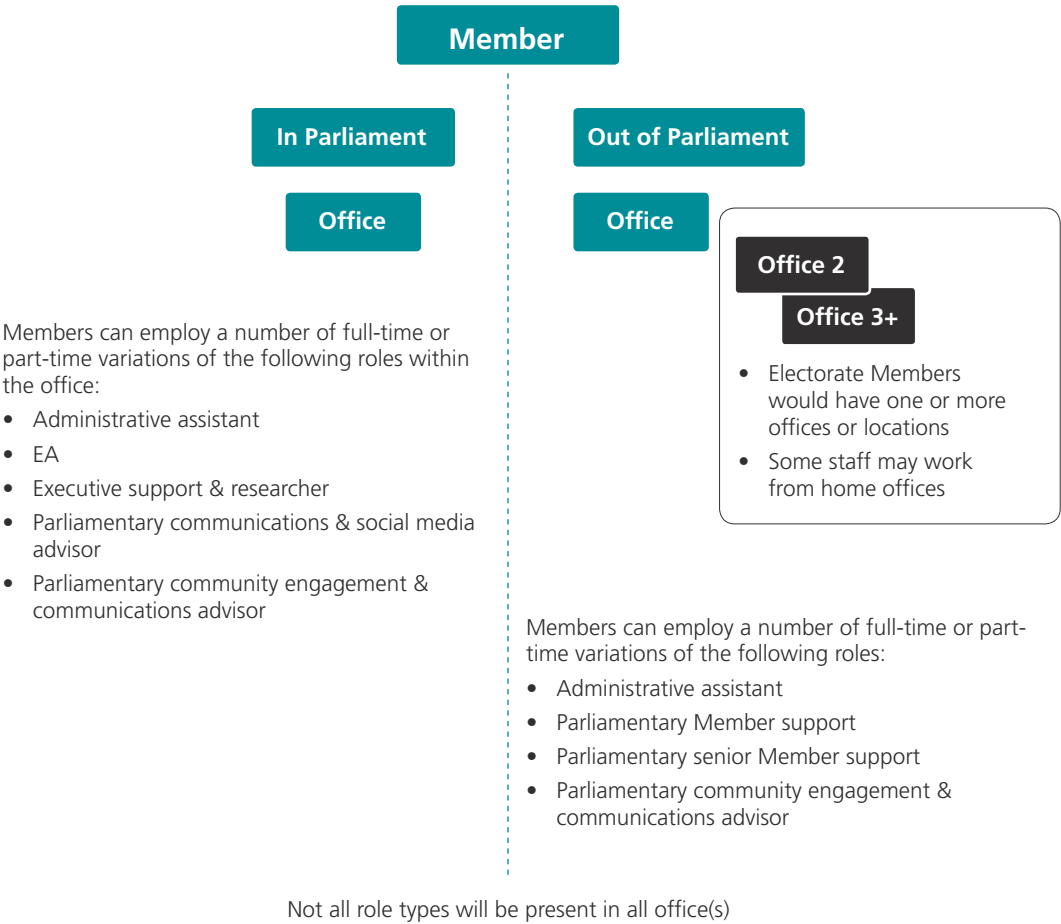 Member
In Parliament
Office
Members can employ a number of full-time or
part-time variations of the following roles within
the office:
• Administrative assistant
• EA
• Executive support & researcher
• Parliamentary communications & social media
advisor
• Parliamentary community engagement &
communications advisor
Out of Parliament
Office
Office 2
Office 3+
• Electorate Members
would have one or more
offices or locations
• Some staff may work
from home offices
Members can employ a number of full-time or part-
time variations of the following roles:
• Administrative assistant
• Parliamentary Member support
• Parliamentary senior Member support
• Parliamentary community engagement &
communications advisor
Not all role types will be present in all office(s)